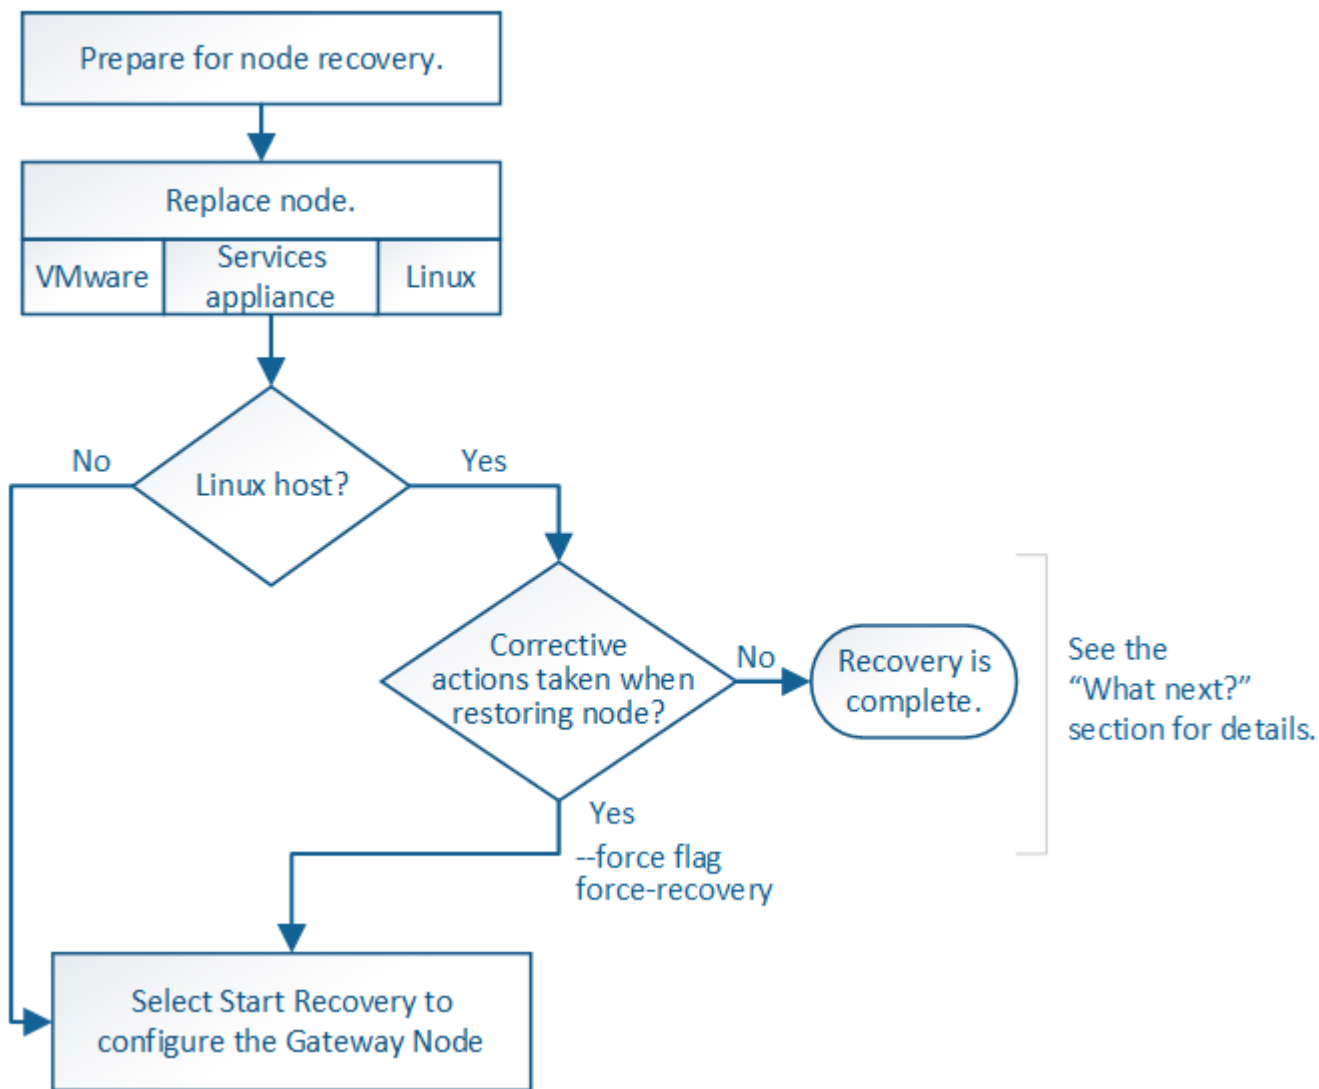 Prepare for node recovery.
Replace node.
VMware
Services
appliance
Linux
Linux host?
No
Yes
Corrective
actions taken when
restoring node?
No
Recovery is
complete.
See the
“What next?”
section for details.
Yes
--force flag
force-recovery
Select Start Recovery to
configure the Gateway Node